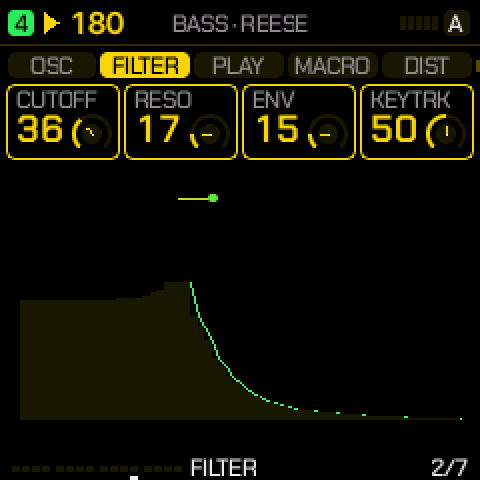 4 180 BASS·REESE A
OSC FILTER PLAY MACRO DIST
CUTOFF RESO ENV KEYTRK
36 17 15 50
FILTER 2/7